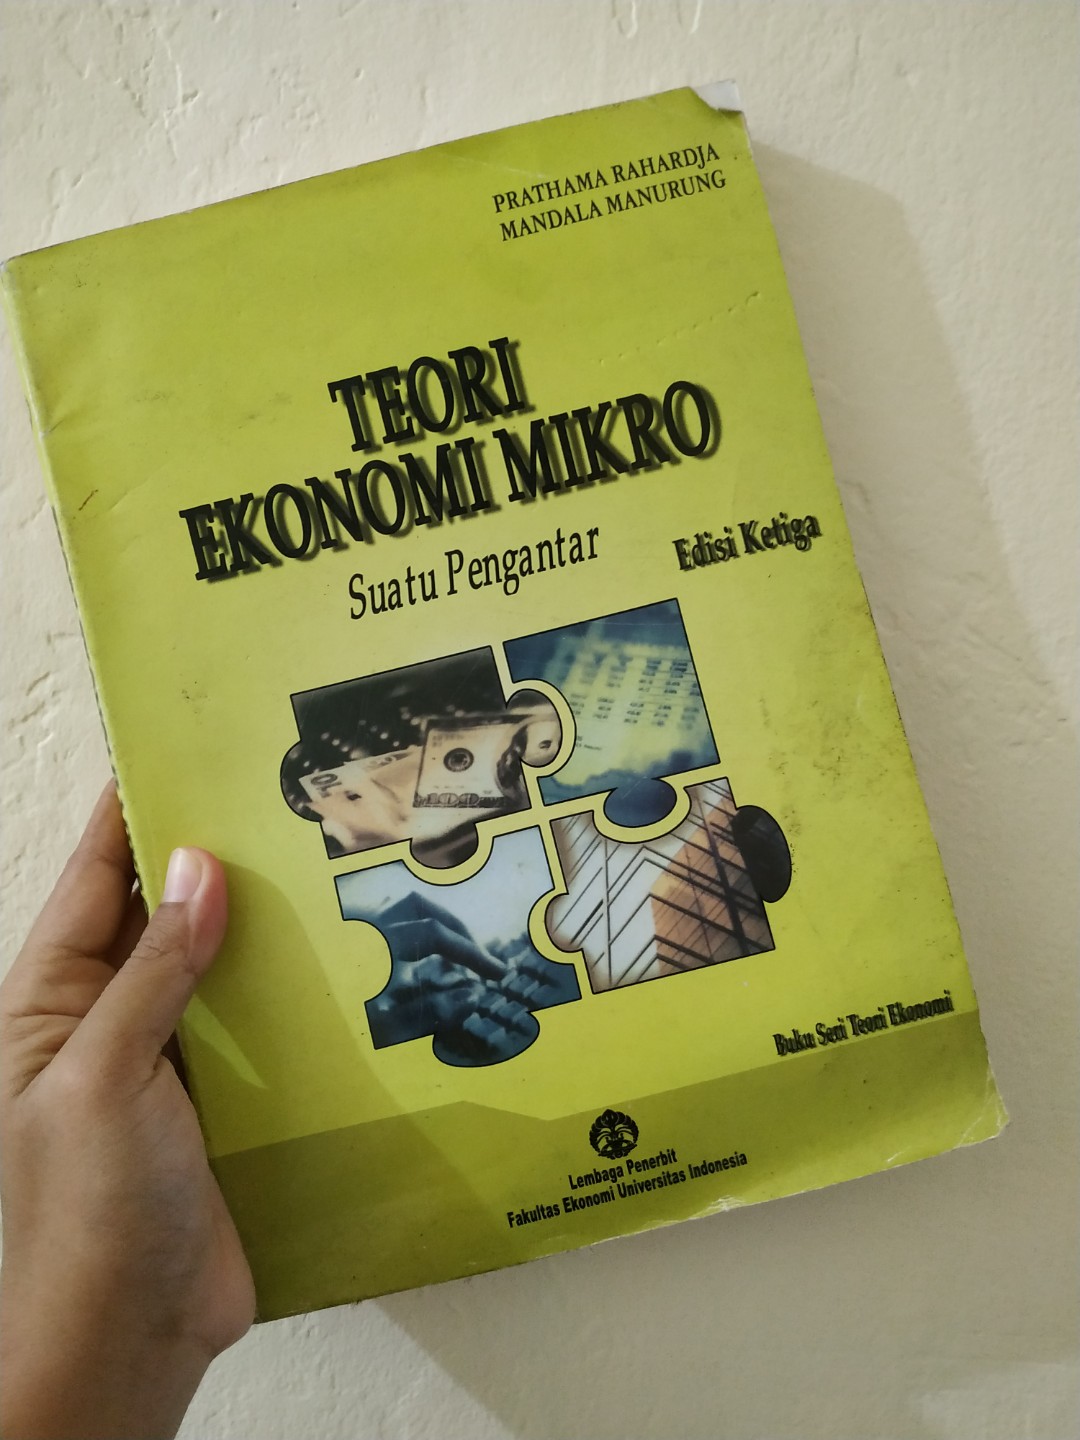 PRATHAMA RAHARDJA
MANDALA MANURUNG
TEORI
EKONOMI MIKRO
Suatu Pengantar
Edisi Ketiga
100
Buku Seri Teori Ekonomi
Lembaga Penerbit
Fakultas Ekonomi Universitas Indonesia